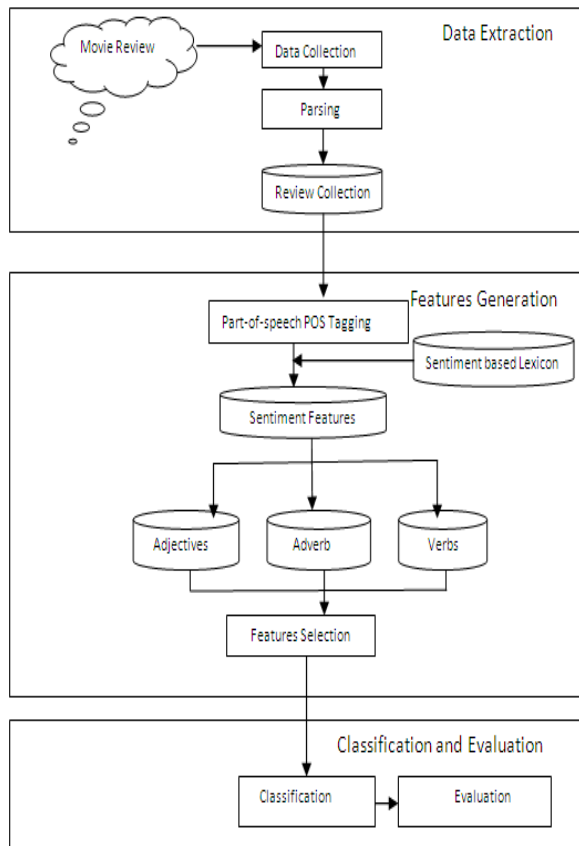 Data Extraction
Movie Review
Data Collection
Parsing
Review Collection
Features Generation
Part-of-speech POS Tagging
Sentiment based Lexicon
Sentiment Features
Adjectives
Adverb
Verbs
Features Selection
Classification and Evaluation
Classification
Evaluation